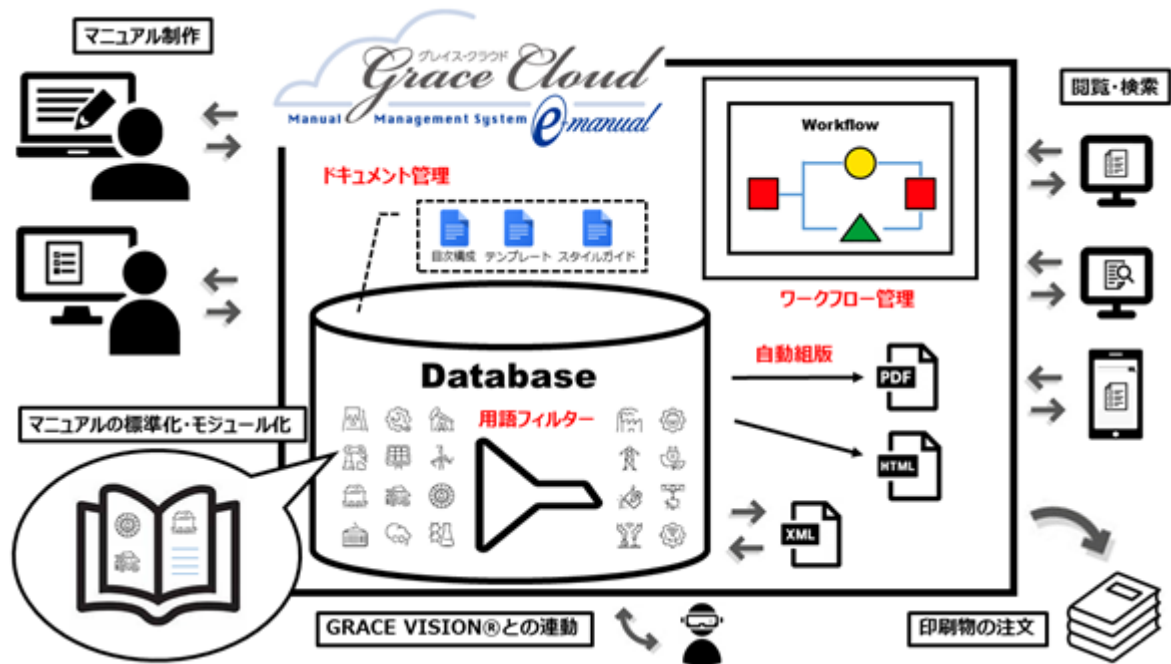 マニュアル制作
グレイス・クラウド
Grace Cloud
Manual Management System e-manual
閲覧・検索
Workflow
ドキュメント管理
目次構成 テンプレート スタイルガイド
ワークフロー管理
自動組版
PDF
Database
用語フィルター
マニュアルの標準化・モジュール化
HTML
XML
GRACE VISION®との連動
印刷物の注文